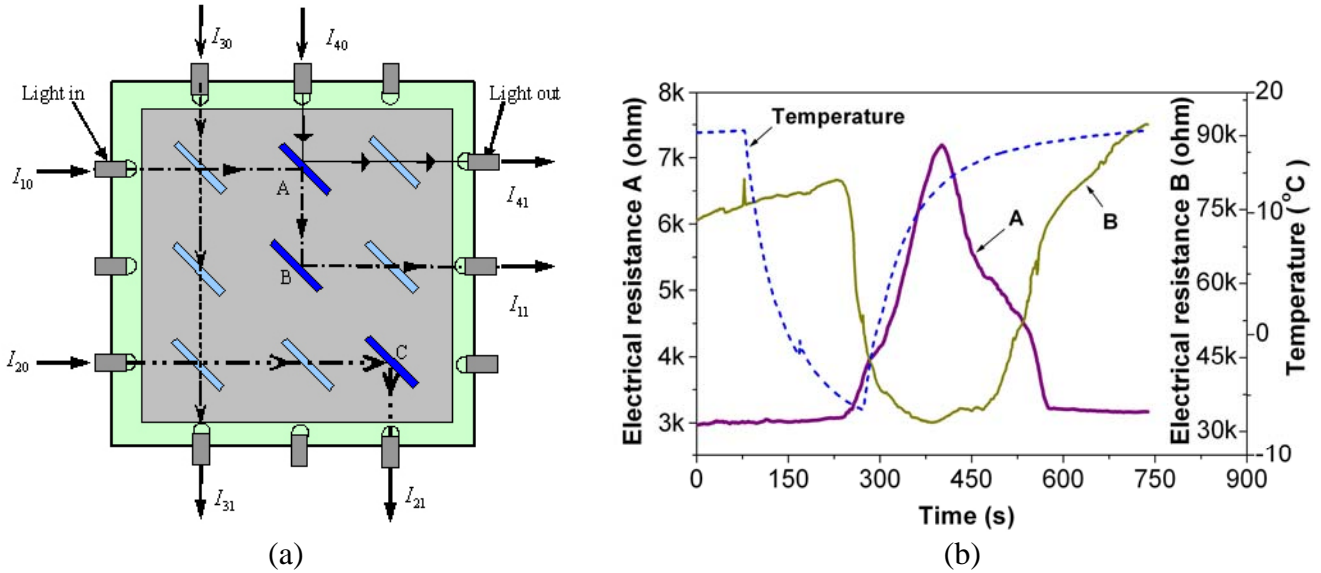 I30
I40
Light in
Light out
I10
A
I41
B
I11
I20
C
I31
I21
(a)
Electrical resistance A (ohm)
8k
7k
6k
5k
4k
3k
Temperature
A
B
Electrical resistance B (ohm)
90k
75k
60k
45k
30k
Temperature (°C)
20
10
0
-10
0 150 300 450 600 750 900
Time (s)
(b)